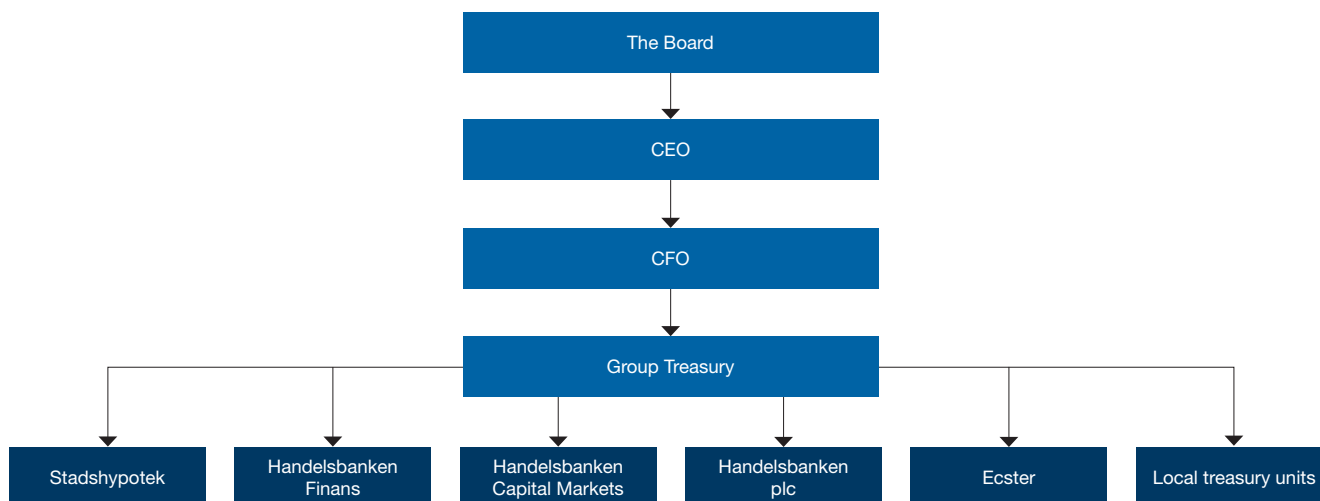 The Board
CEO
CFO
Group Treasury
Stadshypotek
Handelsbanken
Finans
Handelsbanken
Capital Markets
Handelsbanken
plc
Ecster
Local treasury units